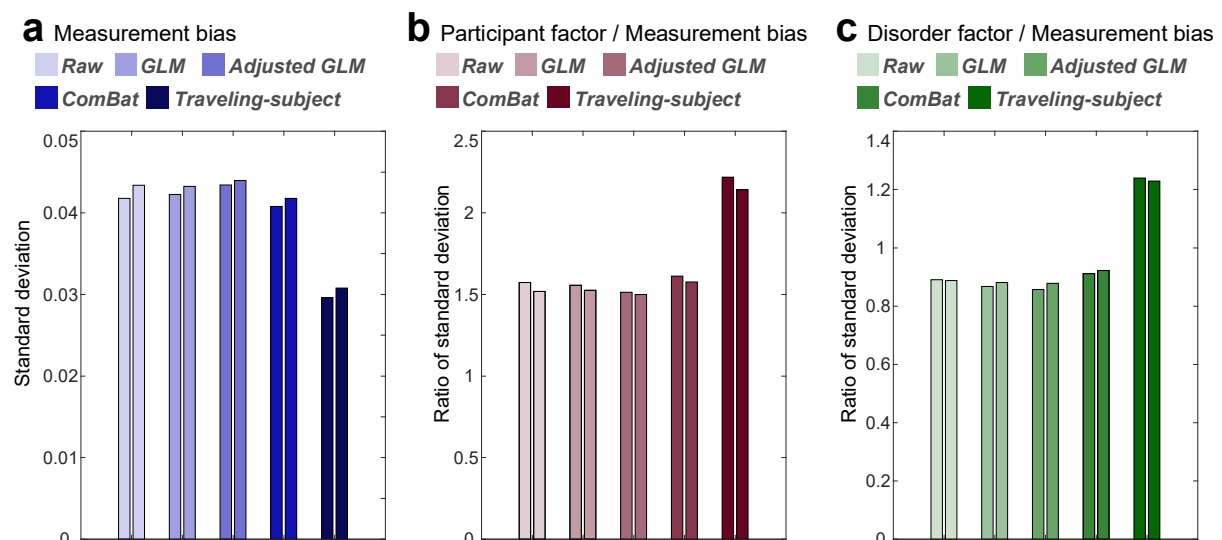 a Measurement bias
Raw GLM Adjusted GLM
ComBat Traveling-subject
Standard deviation
0.05
0.04
0.03
0.02
0.01
0
b Participant factor / Measurement bias
Raw GLM Adjusted GLM
ComBat Traveling-subject
Ratio of standard deviation
2.5
2
1.5
1
0.5
0
c Disorder factor / Measurement bias
Raw GLM Adjusted GLM
ComBat Traveling-subject
Ratio of standard deviation
1.4
1.2
1
0.8
0.6
0.4
0.2
0